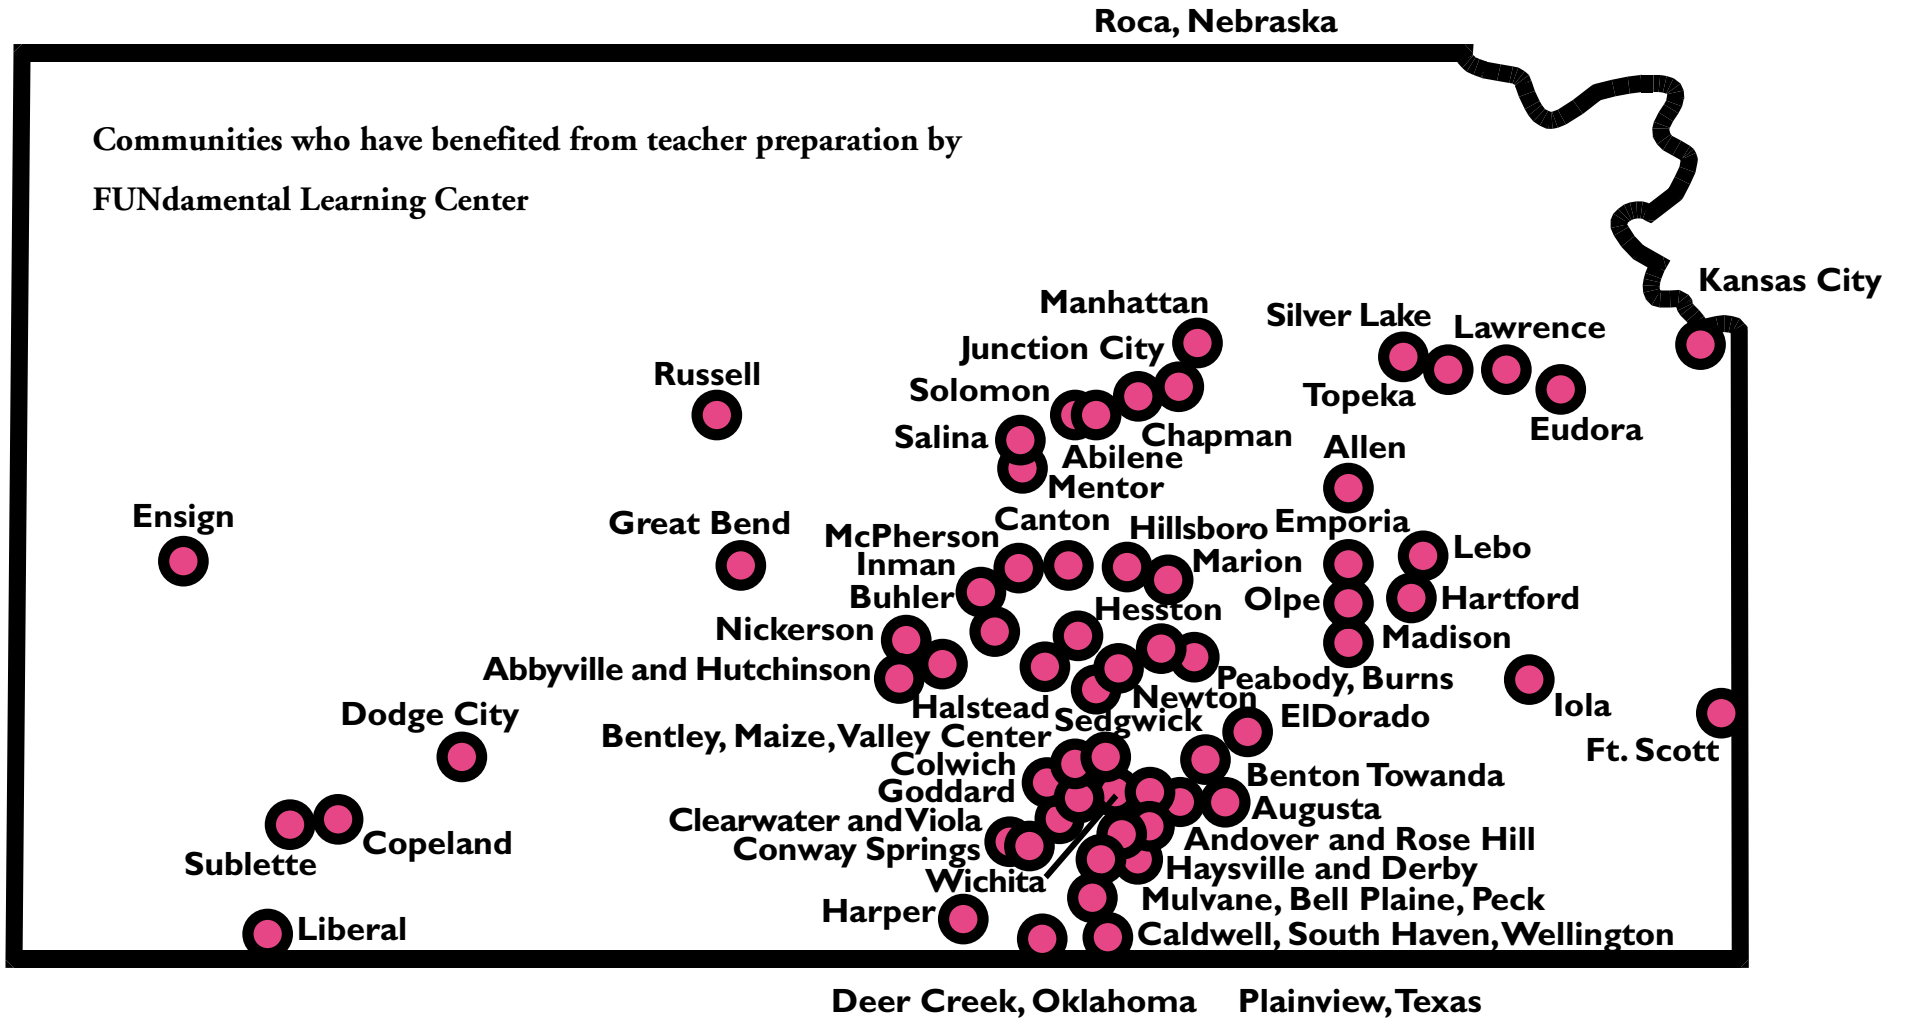 Roca, Nebraska
Communities who have benefited from teacher preparation by
FUNdamental Learning Center
Kansas City
Manhattan
Silver Lake
Lawrence
Junction City
Russell
Solomon
Topeka
Eudora
Salina
Chapman
Allen
Abilene
Mentor
Ensign
Great Bend
Canton
Hillsboro
Emporia
McPherson
Lebo
Inman
Marion
Buhler
Hesston
Olpe
Hartford
Nickerson
Madison
Abbyville and Hutchinson
Peabody, Burns
Newton
Halstead
Iola
Dodge City
Sedgwick
ElDorado
Bentley, Maize, Valley Center
Ft. Scott
Colwich
Benton Towanda
Goddard
Augusta
Clearwater and Viola
Andover and Rose Hill
Copeland
Conway Springs
Sublette
Haysville and Derby
Wichita
Mulvane, Bell Plaine, Peck
Harper
Liberal
Caldwell, South Haven, Wellington
Deer Creek, Oklahoma
Plainview, Texas